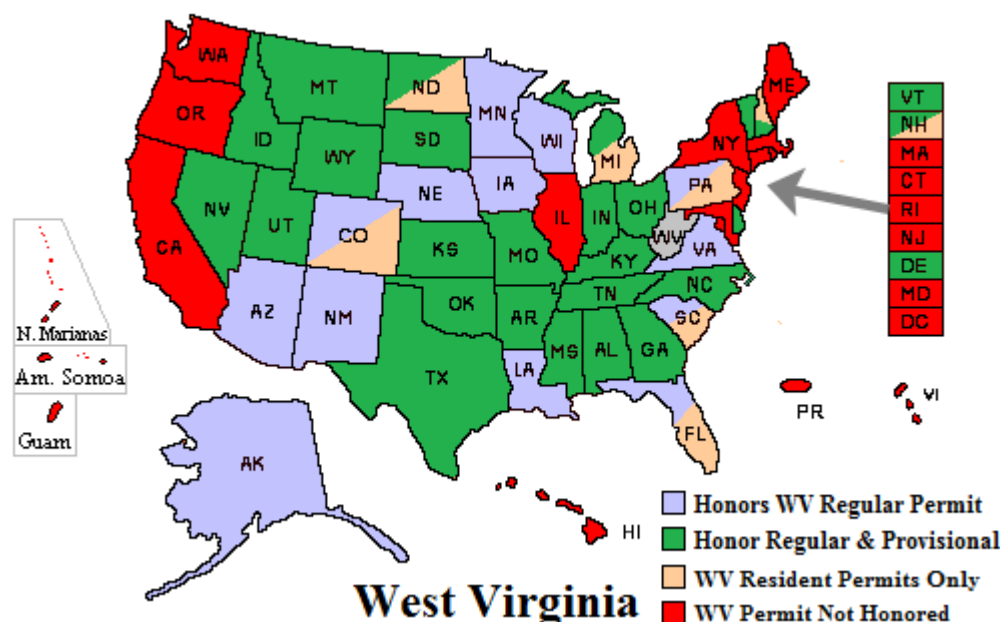 WA
MT
ND
MN
ME
OR
ID
WY
SD
WI
MI
NY
NV
UT
CO
NE
IA
IL
IN
OH
PA
WV
VA
CA
KS
MO
KY
NC
AZ
NM
OK
AR
TN
SC
TX
LA
MS
AL
GA
FL
VT
NH
MA
CT
RI
NJ
DE
MD
DC
N. Marianas
Am. Somoa
Guam
AK
HI
PR
VI
Honors WV Regular Permit
Honor Regular & Provisional
WV Resident Permits Only
WV Permit Not Honored
West Virginia